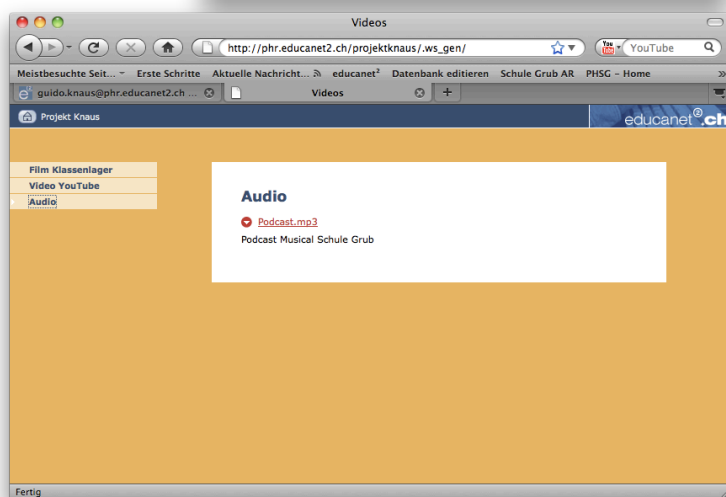 Videos
http://phr.educanet2.ch/projektknaus/.ws_gen/
You Tube YouTube
Meistbesuchte Seit... Erste Schritte Aktuelle Nachricht... educanet² Datenbank editieren Schule Grub AR PHSG – Home »
guido.knaus@phr.educanet2.ch ... Videos +
Projekt Knaus
educanet².ch
Film Klassenlager
Video YouTube
Audio
Audio
Podcast.mp3
Podcast Musical Schule Grub
Fertig